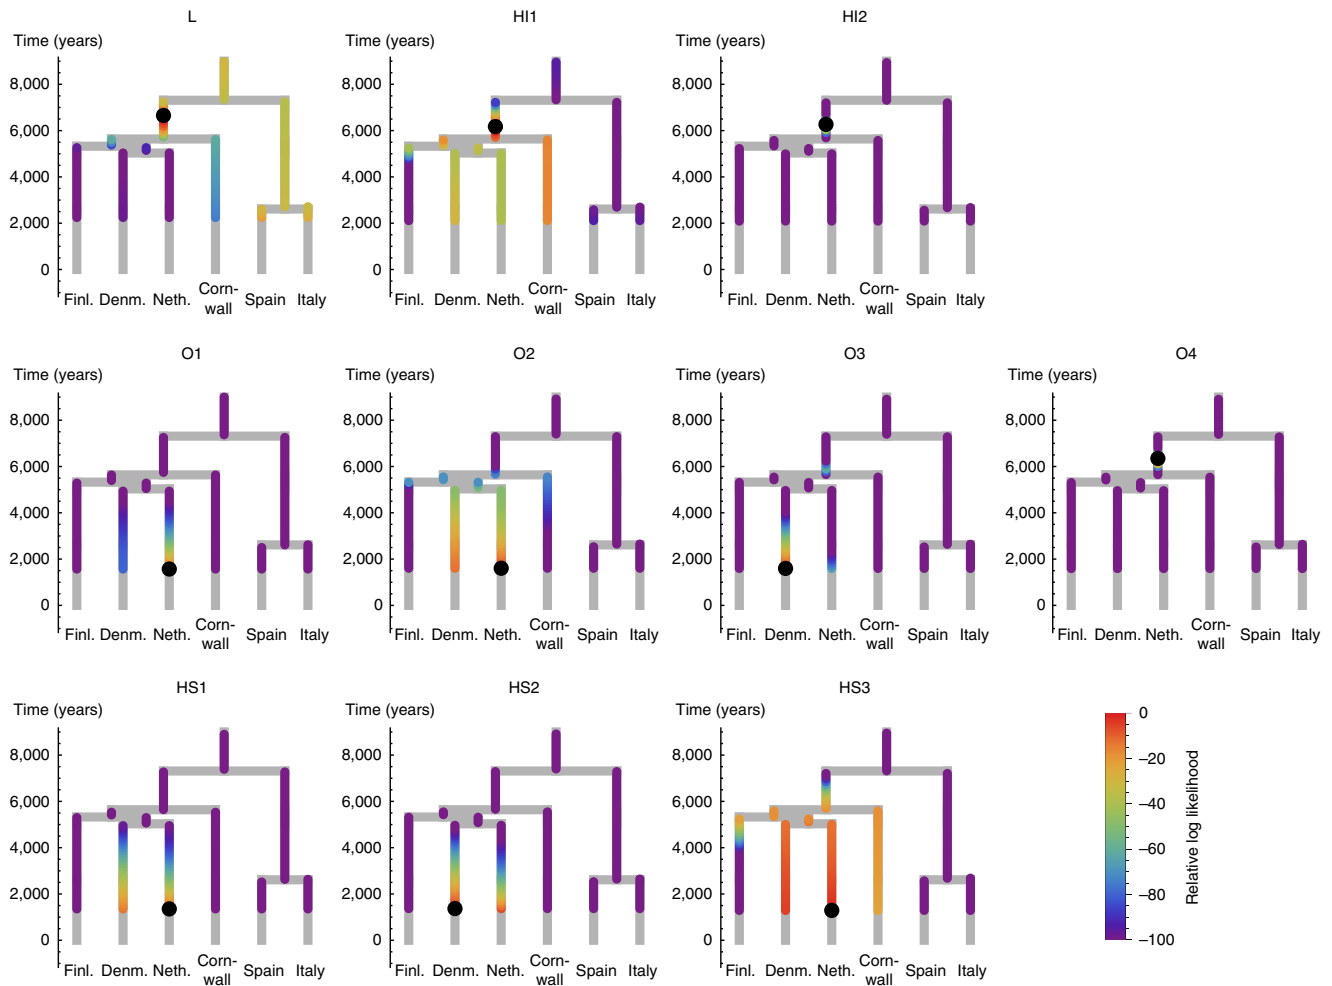 L
HI1
HI2
Time (years)
Time (years)
Time (years)
8,000
6,000
4,000
2,000
0
8,000
6,000
4,000
2,000
0
8,000
6,000
4,000
2,000
0
Finl. Denm. Neth. Corn-wall Spain Italy
Finl. Denm. Neth. Corn-wall Spain Italy
Finl. Denm. Neth. Corn-wall Spain Italy
O1
O2
O3
O4
Time (years)
Time (years)
Time (years)
Time (years)
8,000
6,000
4,000
2,000
0
8,000
6,000
4,000
2,000
0
8,000
6,000
4,000
2,000
0
8,000
6,000
4,000
2,000
0
Finl. Denm. Neth. Corn-wall Spain Italy
Finl. Denm. Neth. Corn-wall Spain Italy
Finl. Denm. Neth. Corn-wall Spain Italy
Finl. Denm. Neth. Corn-wall Spain Italy
HS1
HS2
HS3
Time (years)
Time (years)
Time (years)
8,000
6,000
4,000
2,000
0
8,000
6,000
4,000
2,000
0
8,000
6,000
4,000
2,000
0
Finl. Denm. Neth. Corn-wall Spain Italy
Finl. Denm. Neth. Corn-wall Spain Italy
Finl. Denm. Neth. Corn-wall Spain Italy
0
−20
−40
−60
−80
−100
Relative log likelihood